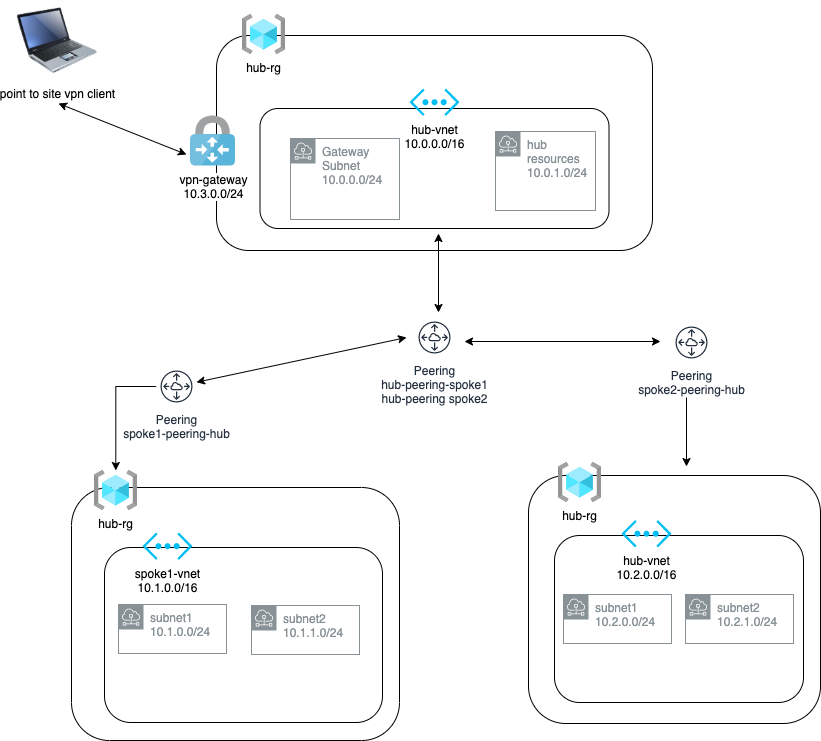 hub-rg
point to site vpn client
hub-vnet
10.0.0.0/16
Gateway
Subnet
10.0.0.0/24
hub
resources
10.0.1.0/24
vpn-gateway
10.3.0.0/24
Peering
hub-peering-spoke1
hub-peering spoke2
Peering
spoke2-peering-hub
Peering
spoke1-peering-hub
hub-rg
spoke1-vnet
10.1.0.0/16
subnet1
10.1.0.0/24
subnet2
10.1.1.0/24
hub-rg
hub-vnet
10.2.0.0/16
subnet1
10.2.0.0/24
subnet2
10.2.1.0/24